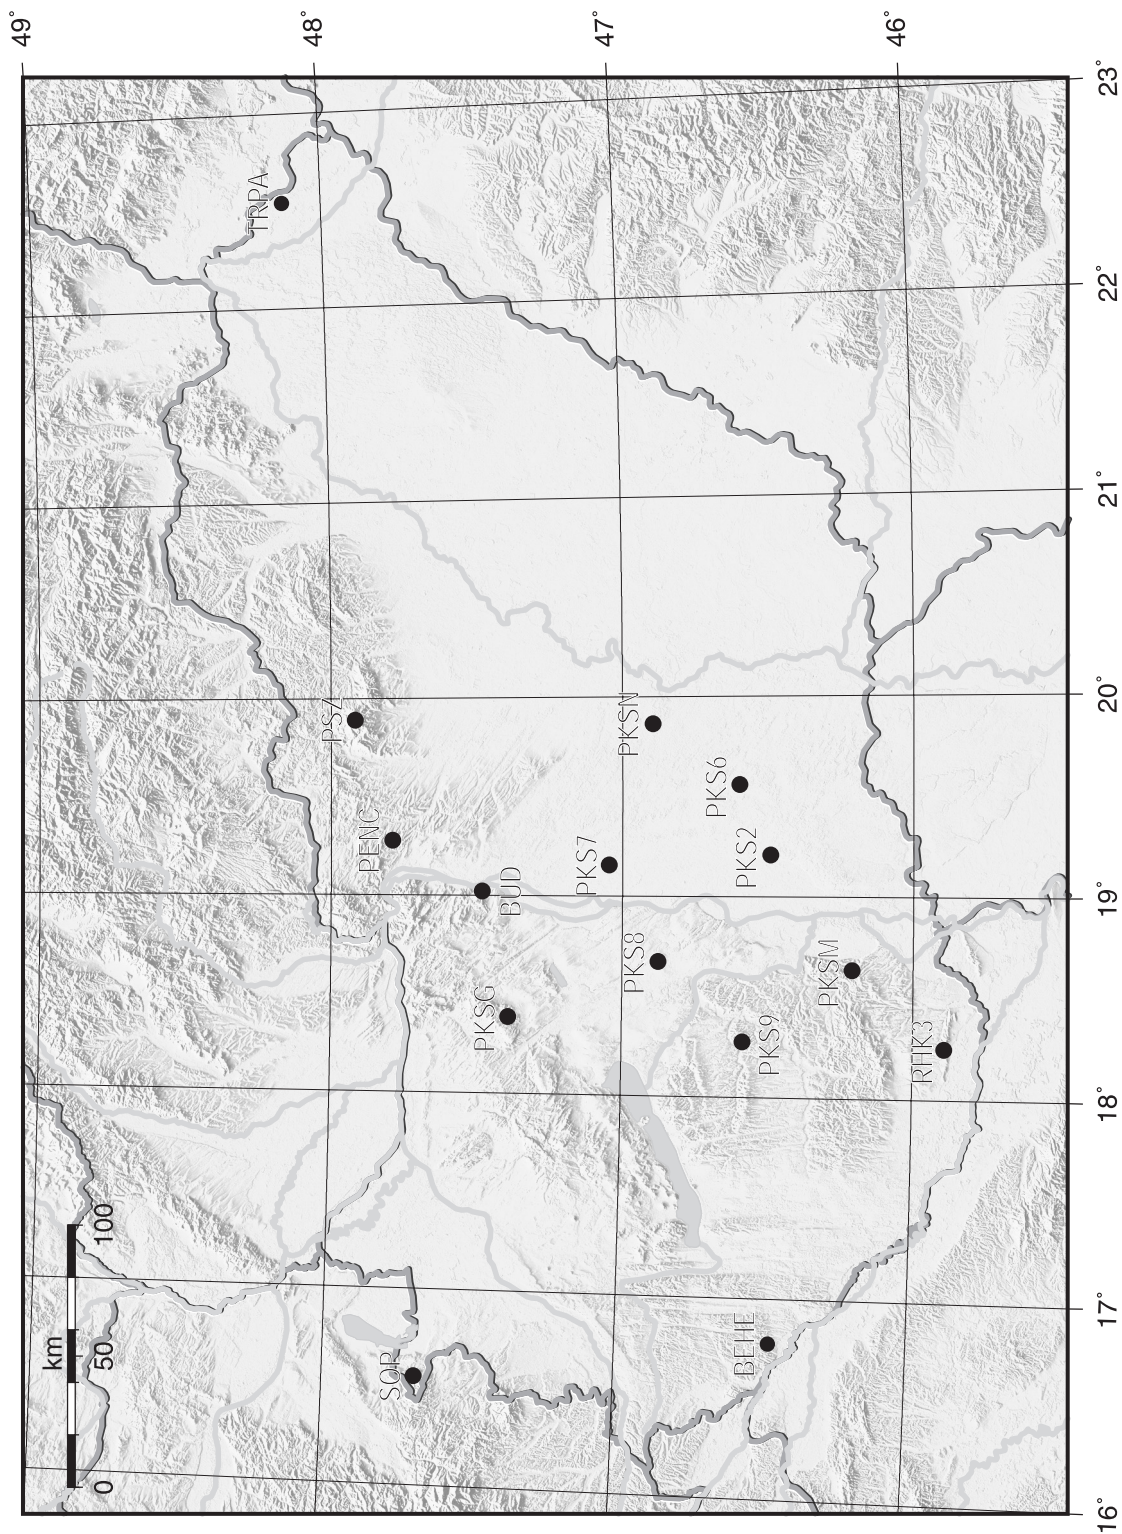 49°
48°
47°
46°
23°
22°
21°
20°
19°
18°
17°
16°
TRPA
PSZ
PKSN
PKS6
PENC
PKS2
PKS7
BUD
PKS8
PKSM
PKSG
PKS9
RHK3
BEHE
SOP
km
0
50
100